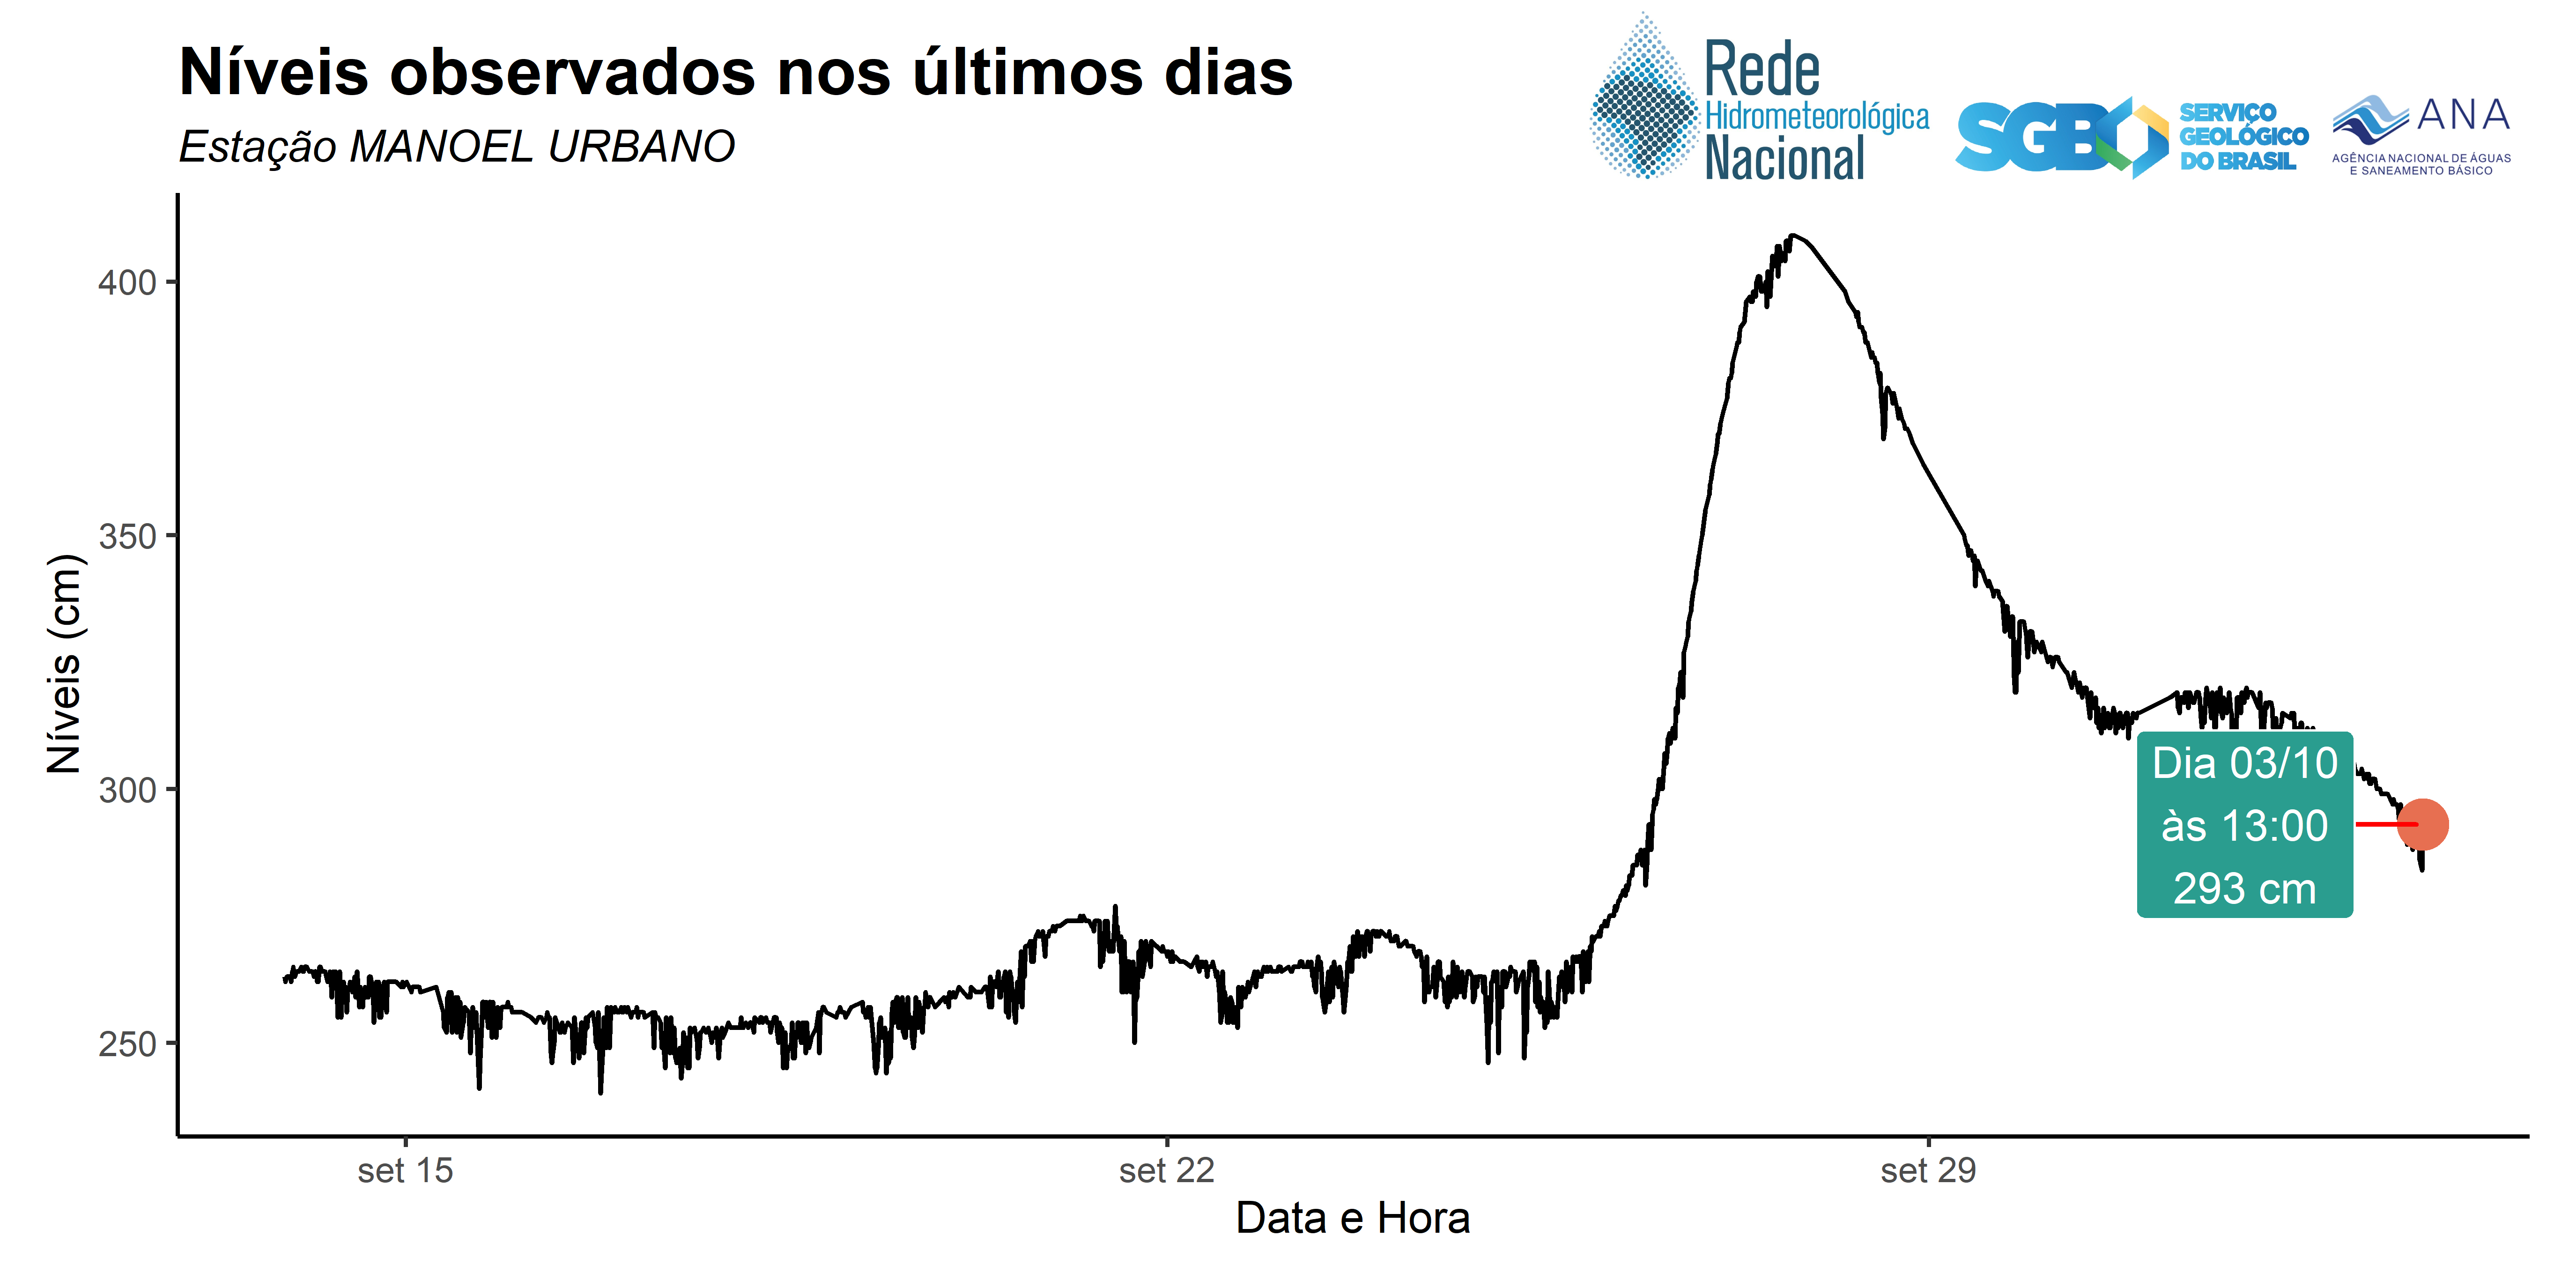 Níveis observados nos últimos dias
Estação MANOEL URBANO
Rede
Hidrometeorológica
Nacional
SGB
SERVIÇO
GEOLÓGICO
DO BRASIL
ANA
AGÊNCIA NACIONAL DE ÁGUAS
E SANEAMENTO BÁSICO
Níveis (cm)
400
350
300
250
Dia 03/10
às 13:00
293 cm
set 15
set 22
set 29
Data e Hora